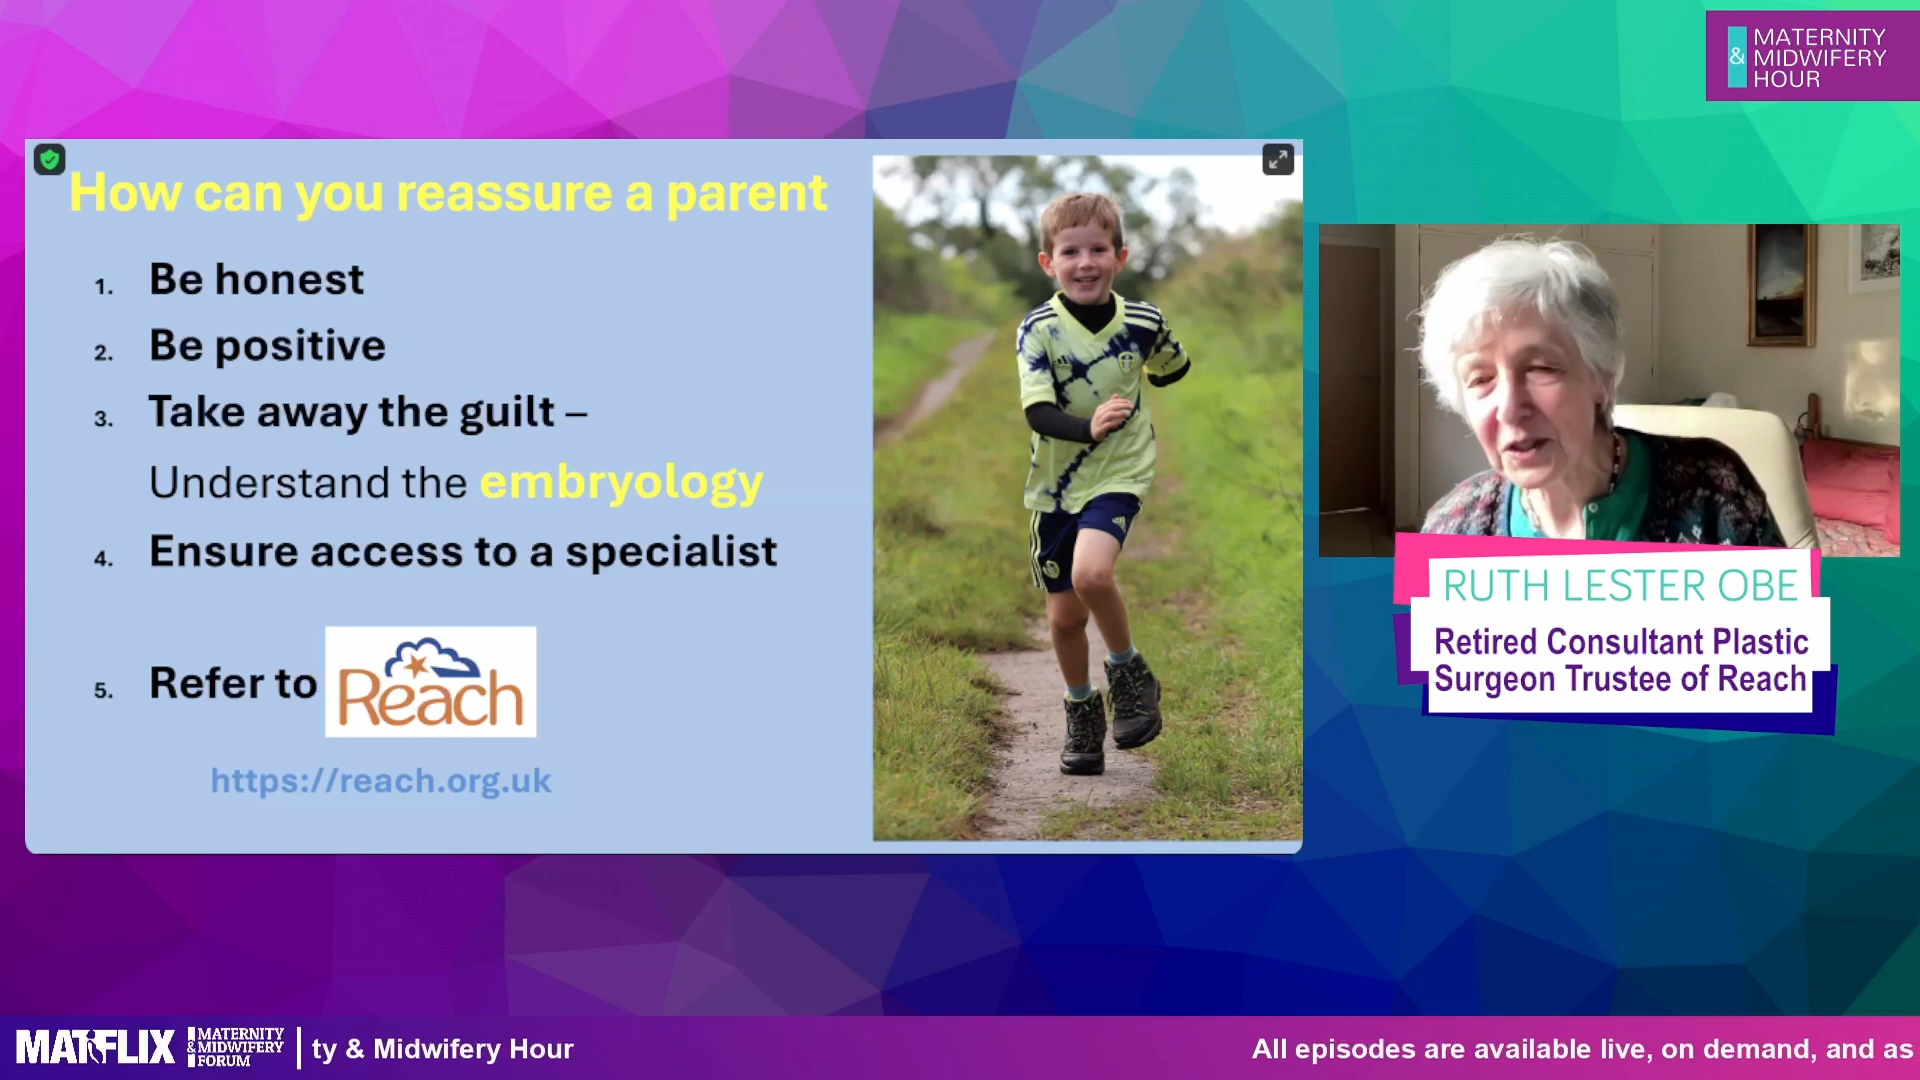 MATERNITY
& MIDWIFERY
HOUR
How can you reassure a parent
1. Be honest
2. Be positive
3. Take away the guilt –
Understand the embryology
4. Ensure access to a specialist
5. Refer to Reach
https://reach.org.uk
RUTH LESTER OBE
Retired Consultant Plastic
Surgeon Trustee of Reach
MATFLIX
MATERNITY
& MIDWIFERY
FORUM
ty & Midwifery Hour
All episodes are available live, on demand, and as